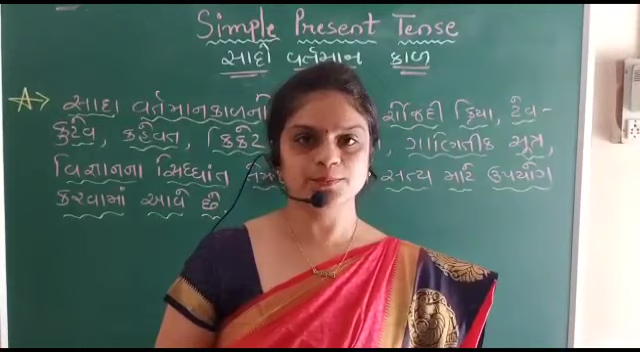 Simple Present Tense
સાદો વર્તમાન કાળ
સાદા વર્તમાનકાળનો રોજિંદી ક્રિયા, ટેવ-
કુટેવ, કહેવત, ગાણિતીક સૂત્ર,
વિજ્ઞાનના સિદ્ધાંત સત્ય માટે ઉપયોગ
કરવામાં આવે છે